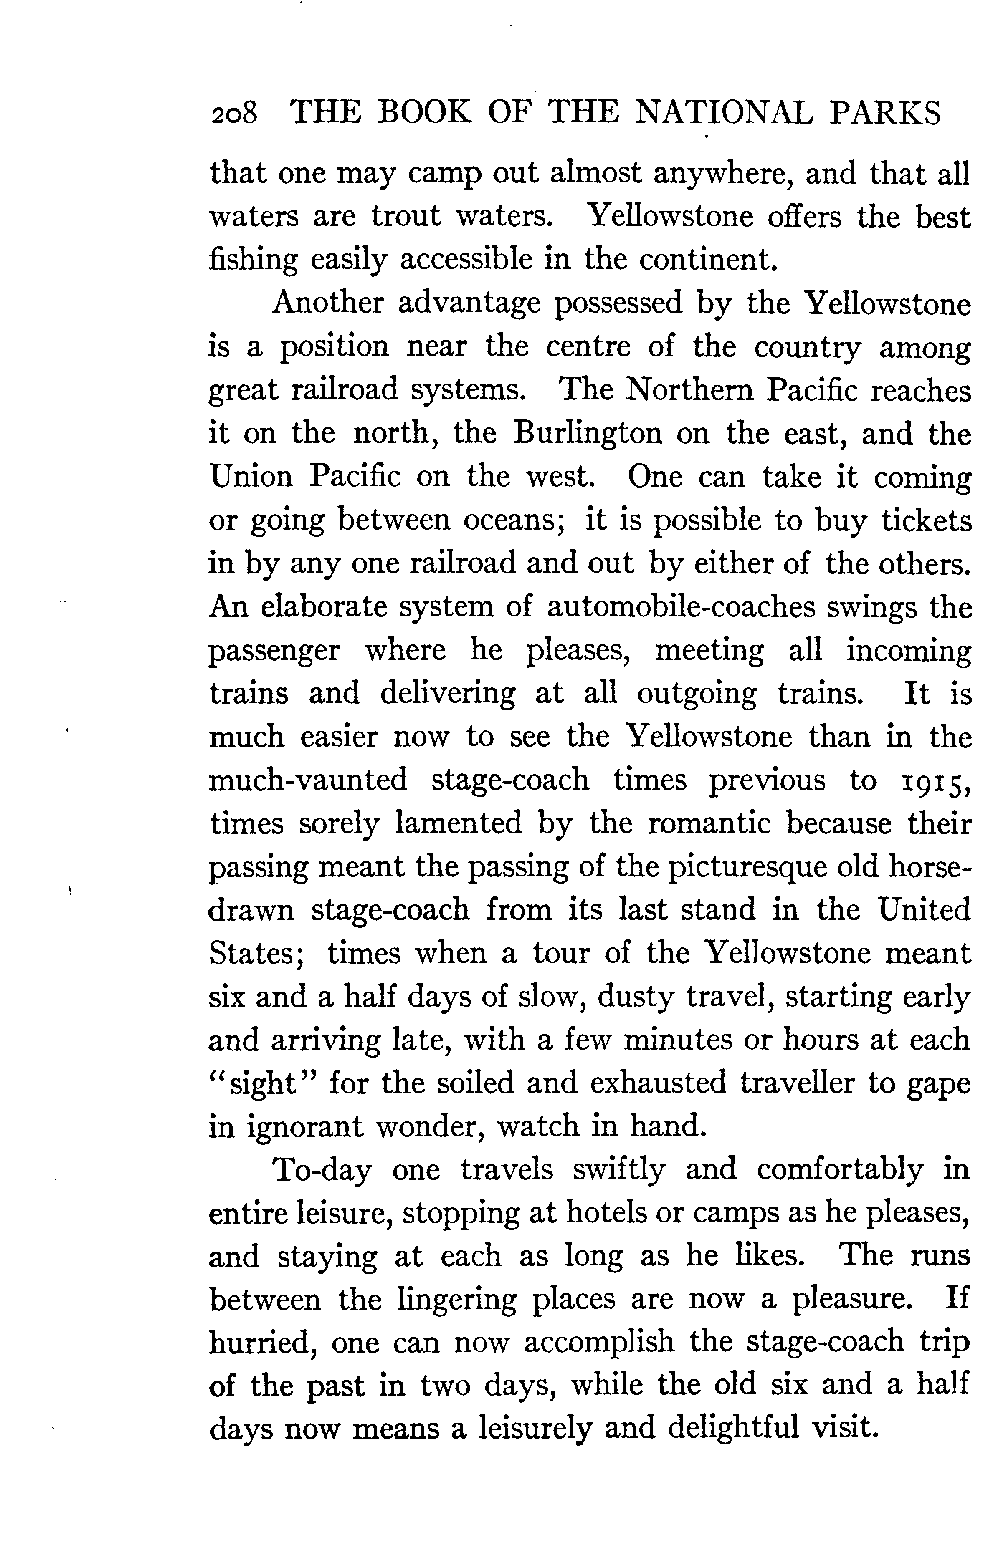 208 THE BOOK OF THE NATIONAL PARKS
that one may camp out almost anywhere, and that all
waters are trout waters. Yellowstone offers the best
fishing easily accessible in the continent.
Another advantage possessed by the Yellowstone
is a position near the centre of the country among
great railroad systems. The Northern Pacific reaches
it on the north, the Burlington on the east, and the
Union Pacific on the west. One can take it coming
or going between oceans; it is possible to buy tickets
in by any one railroad and out by either of the others.
An elaborate system of automobile-coaches swings the
passenger where he pleases, meeting all incoming
trains and delivering at all outgoing trains. It is
much easier now to see the Yellowstone than in the
much-vaunted stage-coach times previous to 1915,
times sorely lamented by the romantic because their
passing meant the passing of the picturesque old horse-
drawn stage-coach from its last stand in the United
States; times when a tour of the Yellowstone meant
six and a half days of slow, dusty travel, starting early
and arriving late, with a few minutes or hours at each
"sight" for the soiled and exhausted traveller to gape
in ignorant wonder, watch in hand.
To-day one travels swiftly and comfortably in
entire leisure, stopping at hotels or camps as he pleases,
and staying at each as long as he likes. The runs
between the lingering places are now a pleasure. If
hurried, one can now accomplish the stage-coach trip
of the past in two days, while the old six and a half
days now means a leisurely and delightful visit.